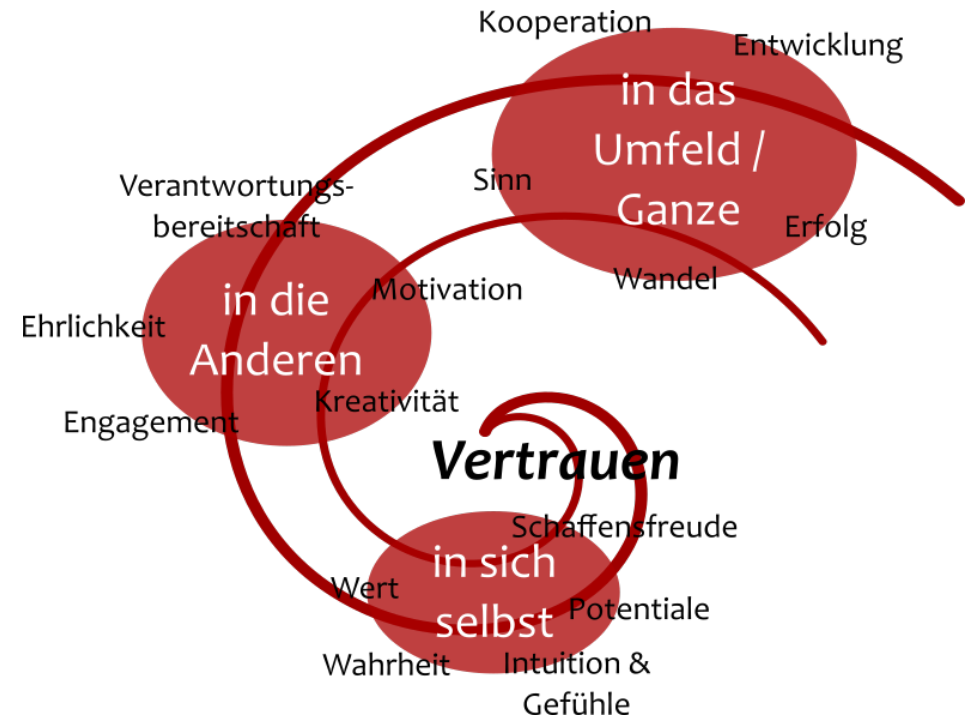 Kooperation
Entwicklung
in das
Umfeld /
Ganze
Sinn
Erfolg
Wandel
Verantwortungs-
bereitschaft
in die
Anderen
Motivation
Ehrlichkeit
Kreativität
Engagement
Vertrauen
Schaffensfreude
in sich
selbst
Wert
Potentiale
Wahrheit
Intuition &
Gefühle